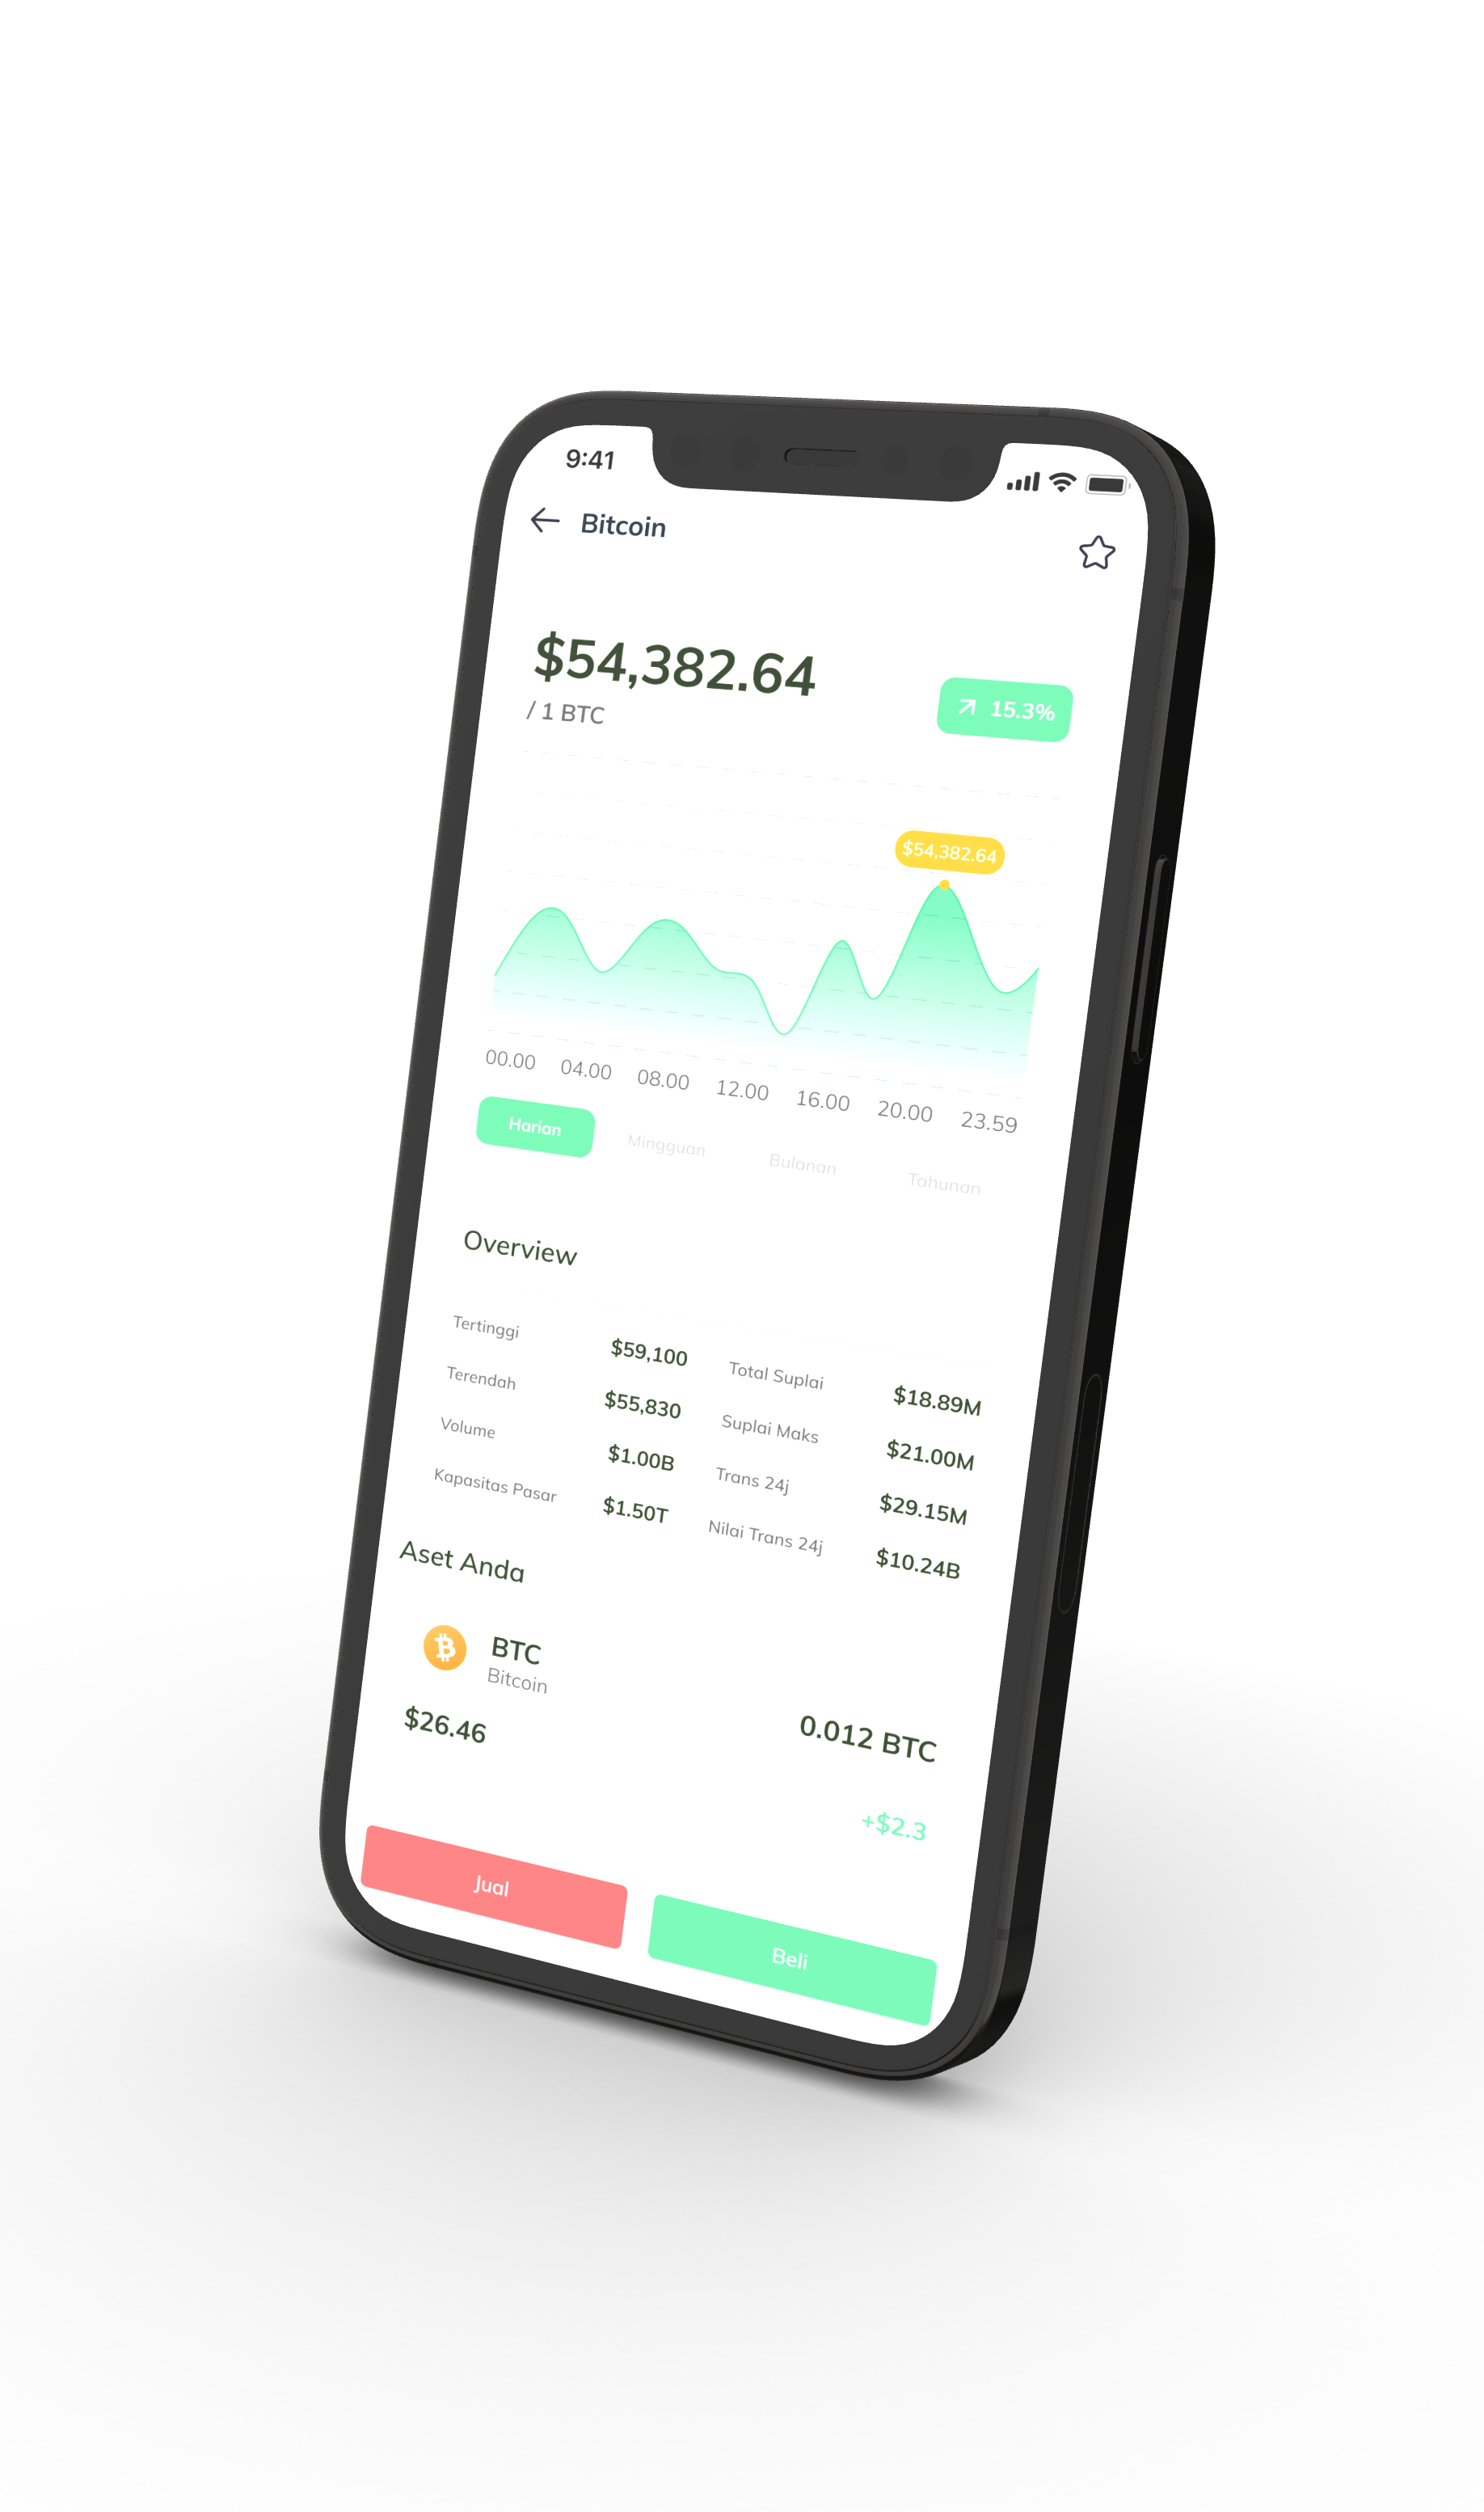 9:41
Bitcoin
$54,382.64
/ 1 BTC
15.3%
$54,382.64
00.00 04.00 08.00 12.00 16.00 20.00 23.59
Harian Mingguan Bulanan Tahunan
Overview
Tertinggi $59,100 Total Suplai $18.89M
Terendah $55,830 Suplai Maks $21.00M
Volume $1.00B Trans 24j $29.15M
Kapasitas Pasar $1.50T Nilai Trans 24j $10.24B
Aset Anda
BTC
Bitcoin
$26.46 0.012 BTC
+$2.3
Jual Beli